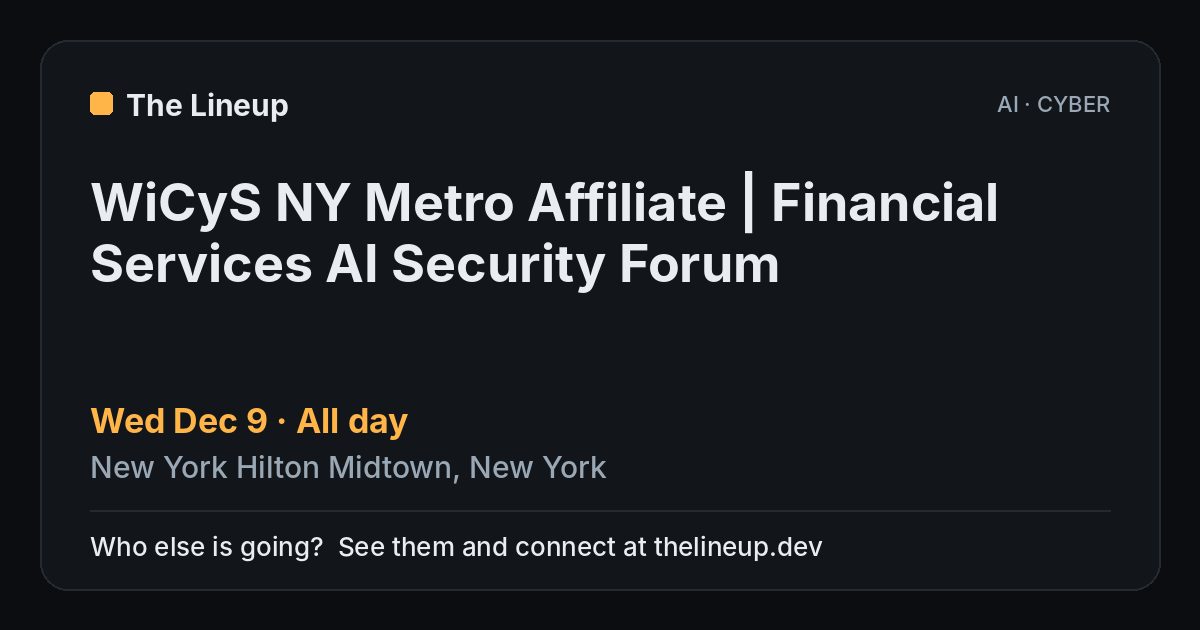 The Lineup
AI · CYBER
WiCyS NY Metro Affiliate | Financial
Services AI Security Forum
Wed Dec 9 · All day
New York Hilton Midtown, New York
Who else is going?  See them and connect at thelineup.dev